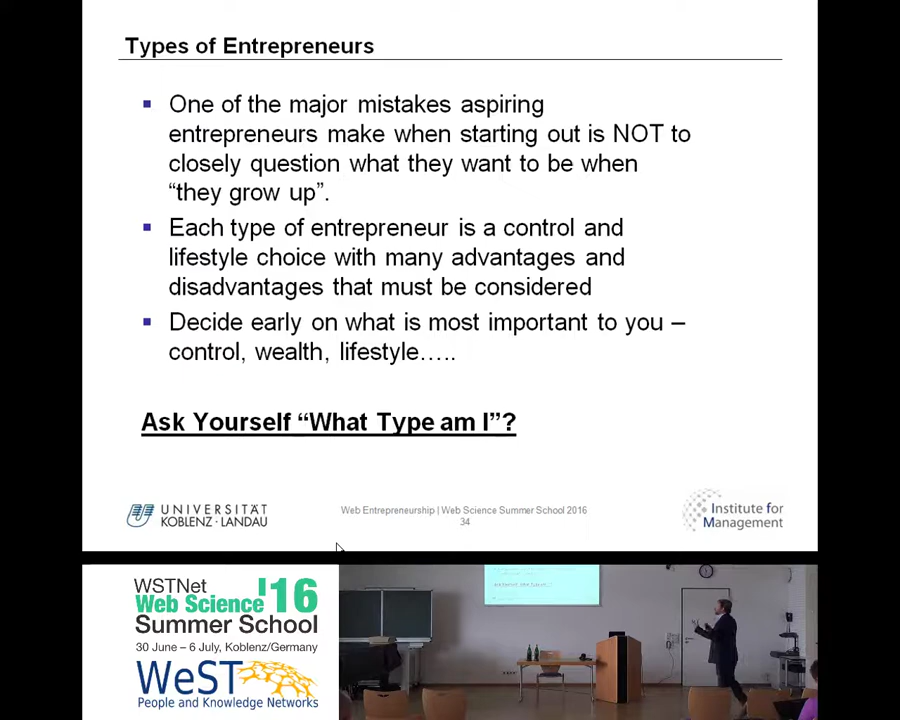 Types of Entrepreneurs
One of the major mistakes aspiring
entrepreneurs make when starting out is NOT to
closely question what they want to be when
“they grow up”.
Each type of entrepreneur is a control and
lifestyle choice with many advantages and
disadvantages that must be considered
Decide early on what is most important to you –
control, wealth, lifestyle…..
Ask Yourself “What Type am I”?
UNIVERSITÄT
KOBLENZ · LANDAU
Web Entrepreneurship | Web Science Summer School 2016
34
Institute for
Management
WSTNet
Web Science '16
Summer School
30 June – 6 July, Koblenz/Germany
WeST
People and Knowledge Networks